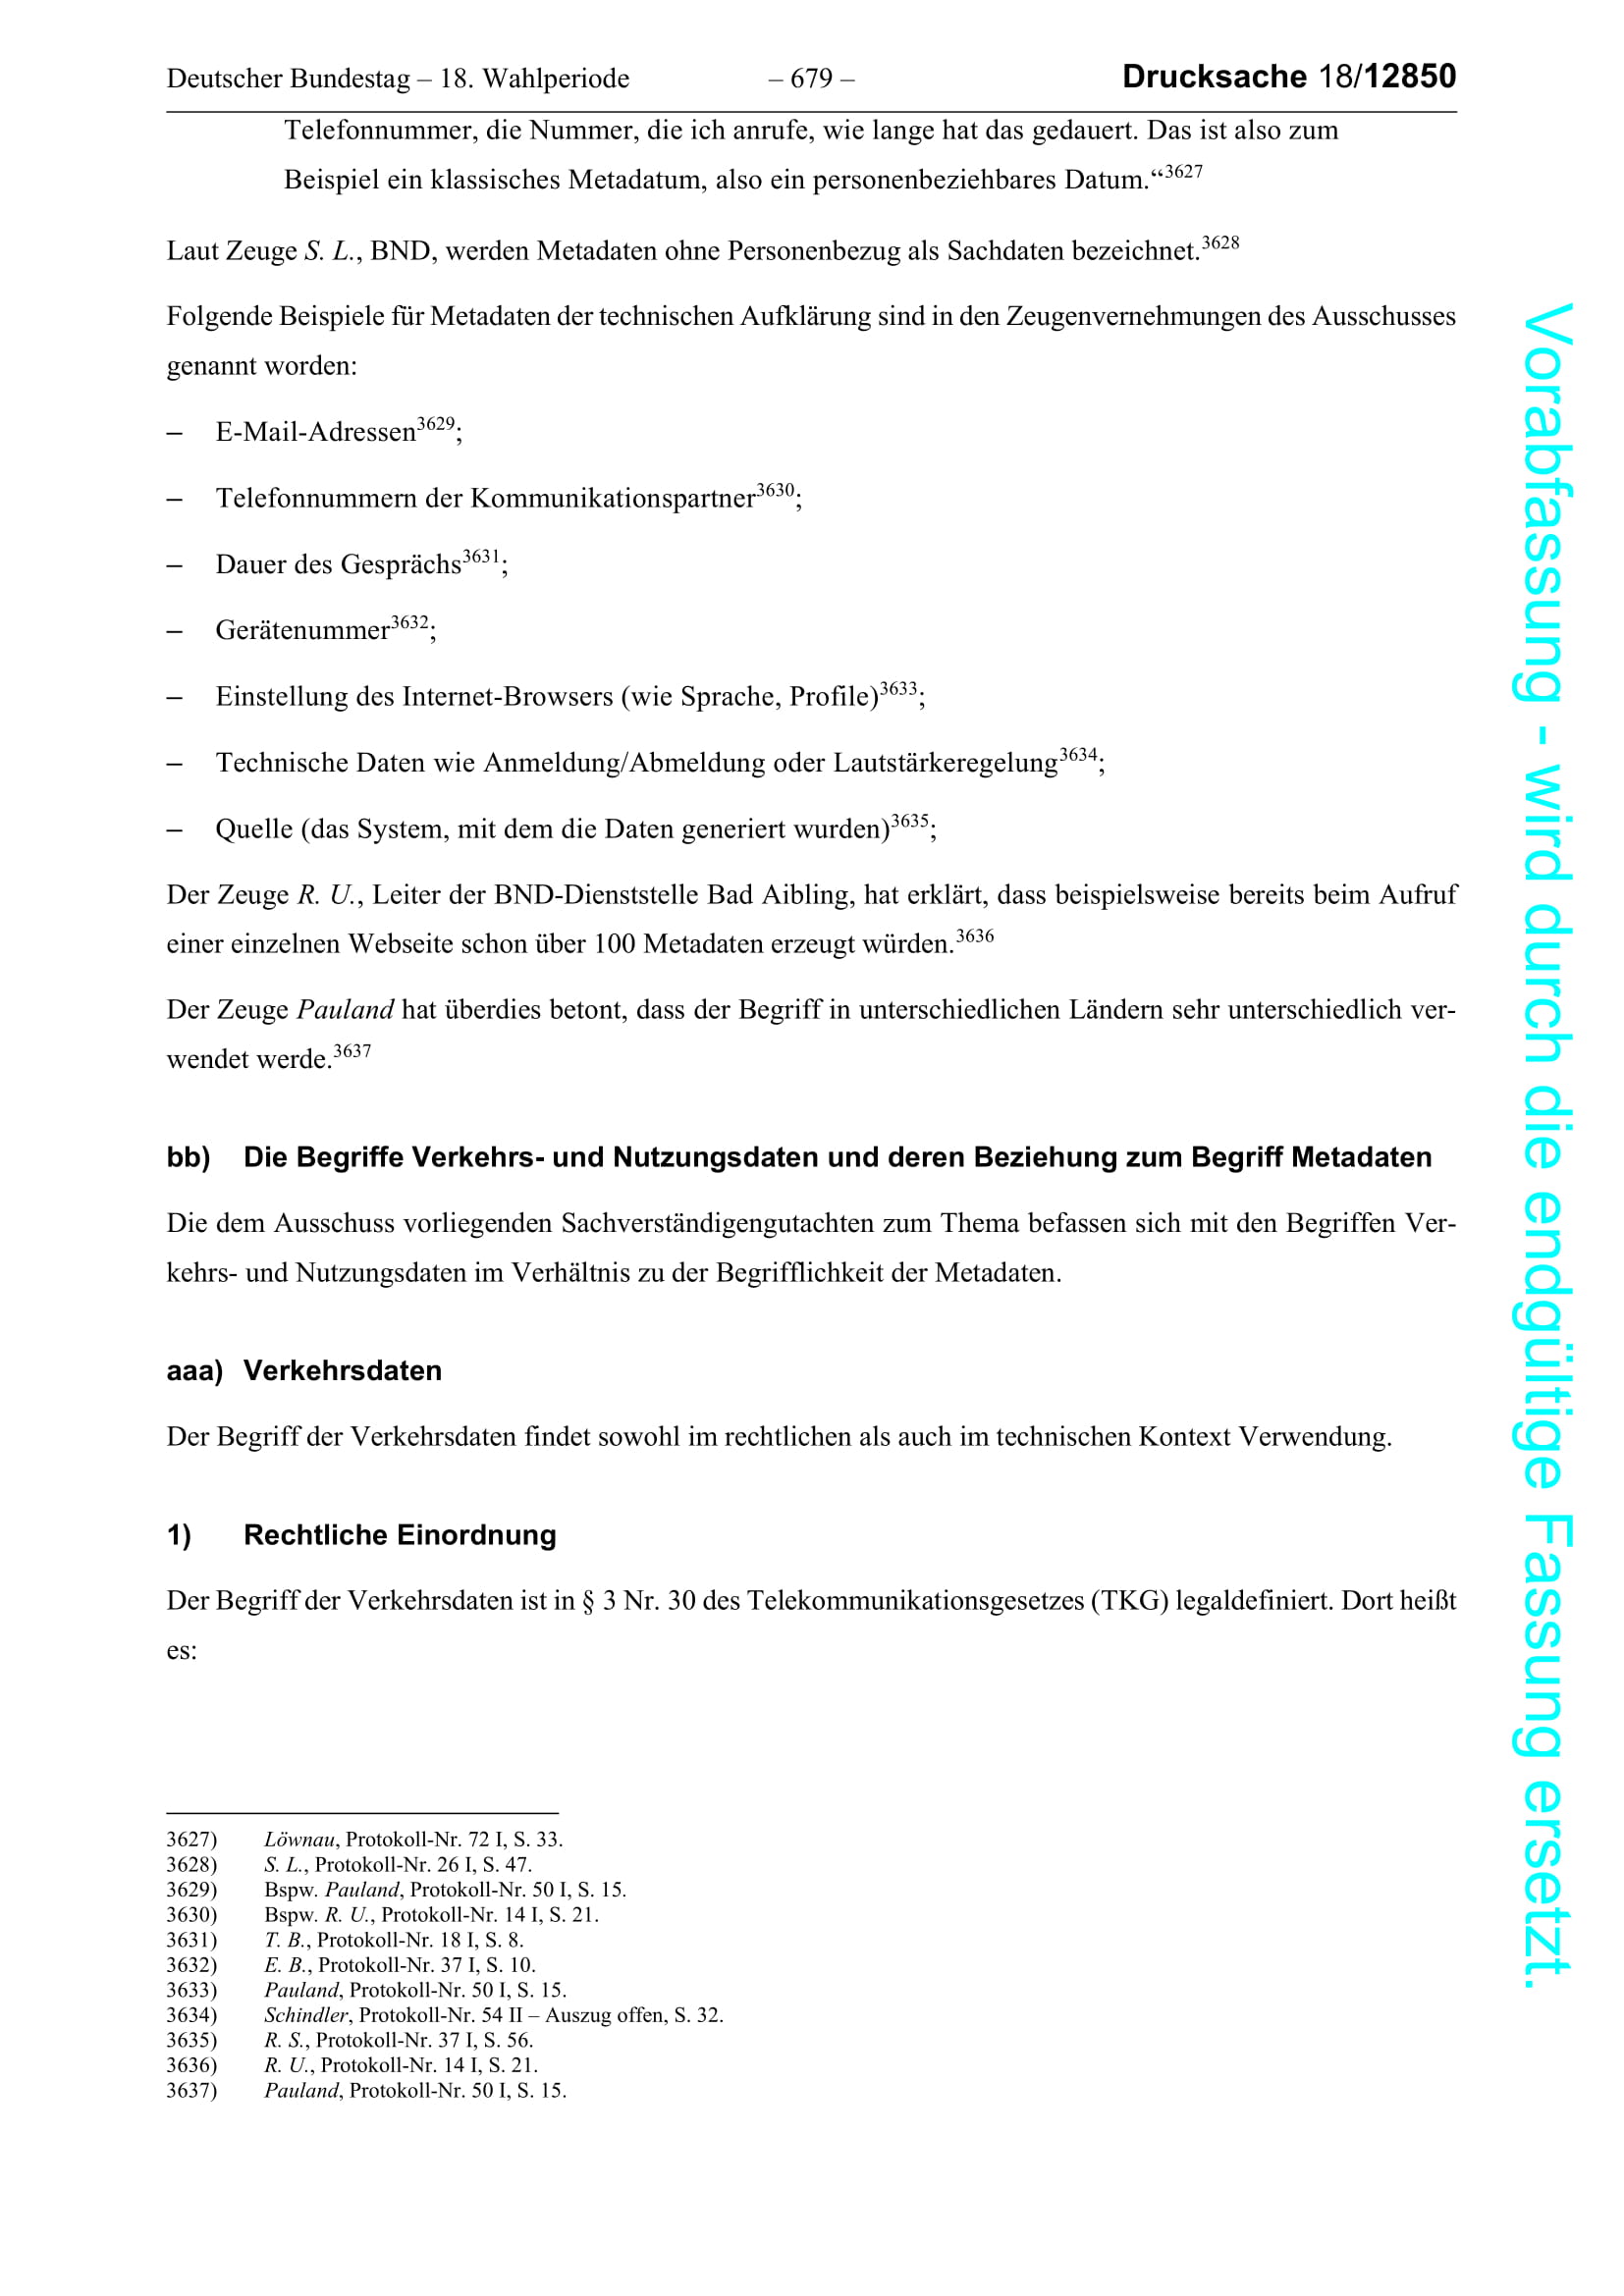 Deutscher Bundestag – 18. Wahlperiode – 679 – Drucksache 18/12850
Telefonnummer, die Nummer, die ich anrufe, wie lange hat das gedauert. Das ist also zum
Beispiel ein klassisches Metadatum, also ein personenbeziehbares Datum.“3627
Laut Zeuge S. L., BND, werden Metadaten ohne Personenbezug als Sachdaten bezeichnet.3628
Folgende Beispiele für Metadaten der technischen Aufklärung sind in den Zeugenvernehmungen des Ausschusses
genannt worden:
– E-Mail-Adressen3629;
– Telefonnummern der Kommunikationspartner3630;
– Dauer des Gesprächs3631;
– Gerätenummer3632;
– Einstellung des Internet-Browsers (wie Sprache, Profile)3633;
– Technische Daten wie Anmeldung/Abmeldung oder Lautstärkeregelung3634;
– Quelle (das System, mit dem die Daten generiert wurden)3635;
Der Zeuge R. U., Leiter der BND-Dienststelle Bad Aibling, hat erklärt, dass beispielsweise bereits beim Aufruf
einer einzelnen Webseite schon über 100 Metadaten erzeugt würden.3636
Der Zeuge Pauland hat überdies betont, dass der Begriff in unterschiedlichen Ländern sehr unterschiedlich ver-
wendet werde.3637
bb) Die Begriffe Verkehrs- und Nutzungsdaten und deren Beziehung zum Begriff Metadaten
Die dem Ausschuss vorliegenden Sachverständigengutachten zum Thema befassen sich mit den Begriffen Ver-
kehrs- und Nutzungsdaten im Verhältnis zu der Begrifflichkeit der Metadaten.
aaa) Verkehrsdaten
Der Begriff der Verkehrsdaten findet sowohl im rechtlichen als auch im technischen Kontext Verwendung.
1) Rechtliche Einordnung
Der Begriff der Verkehrsdaten ist in § 3 Nr. 30 des Telekommunikationsgesetzes (TKG) legaldefiniert. Dort heißt
es:
3627) Löwnau, Protokoll-Nr. 72 I, S. 33.
3628) S. L., Protokoll-Nr. 26 I, S. 47.
3629) Bspw. Pauland, Protokoll-Nr. 50 I, S. 15.
3630) Bspw. R. U., Protokoll-Nr. 14 I, S. 21.
3631) T. B., Protokoll-Nr. 18 I, S. 8.
3632) E. B., Protokoll-Nr. 37 I, S. 10.
3633) Pauland, Protokoll-Nr. 50 I, S. 15.
3634) Schindler, Protokoll-Nr. 54 II – Auszug offen, S. 32.
3635) R. S., Protokoll-Nr. 37 I, S. 56.
3636) R. U., Protokoll-Nr. 14 I, S. 21.
3637) Pauland, Protokoll-Nr. 50 I, S. 15.
Vorabfassung - wird durch die endgültige Fassung ersetzt.